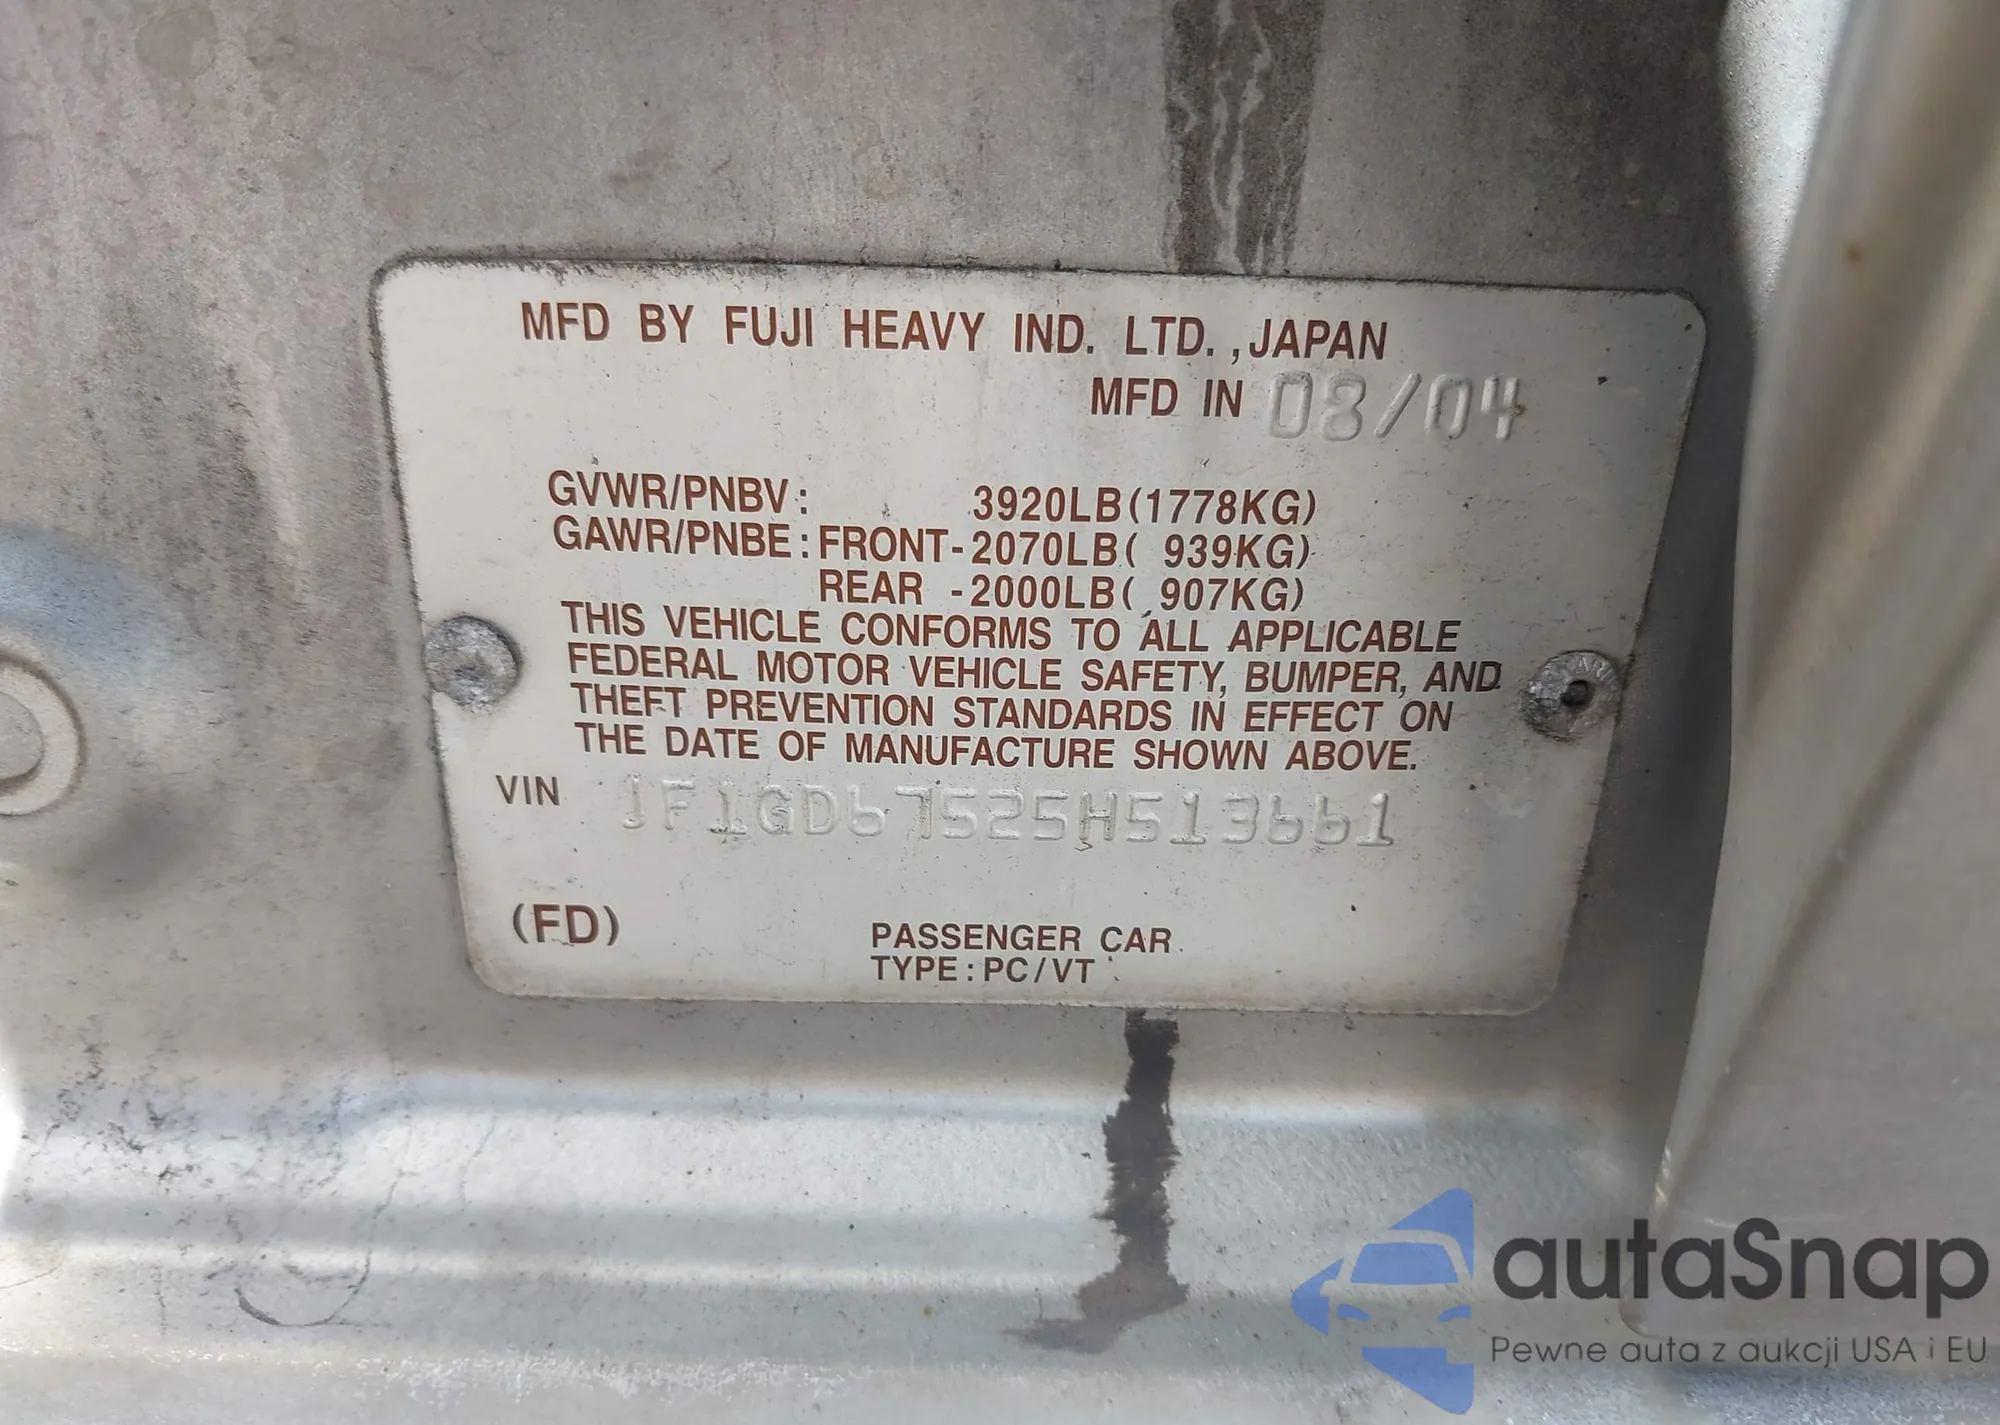 MFD BY FUJI HEAVY IND. LTD.,JAPAN
MFD IN 08/04
GVWR/PNBV: 3920LB(1778KG)
GAWR/PNBE:FRONT-2070LB( 939KG)
REAR -2000LB( 907KG)
THIS VEHICLE CONFORMS TO ALL APPLICABLE
FEDERAL MOTOR VEHICLE SAFETY, BUMPER, AND
THEFT PREVENTION STANDARDS IN EFFECT ON
THE DATE OF MANUFACTURE SHOWN ABOVE.
VIN JF1GD67525H513661
(FD) PASSENGER CAR
TYPE:PC/VT
autaSnap
Pewne auta z aukcji USA i EU